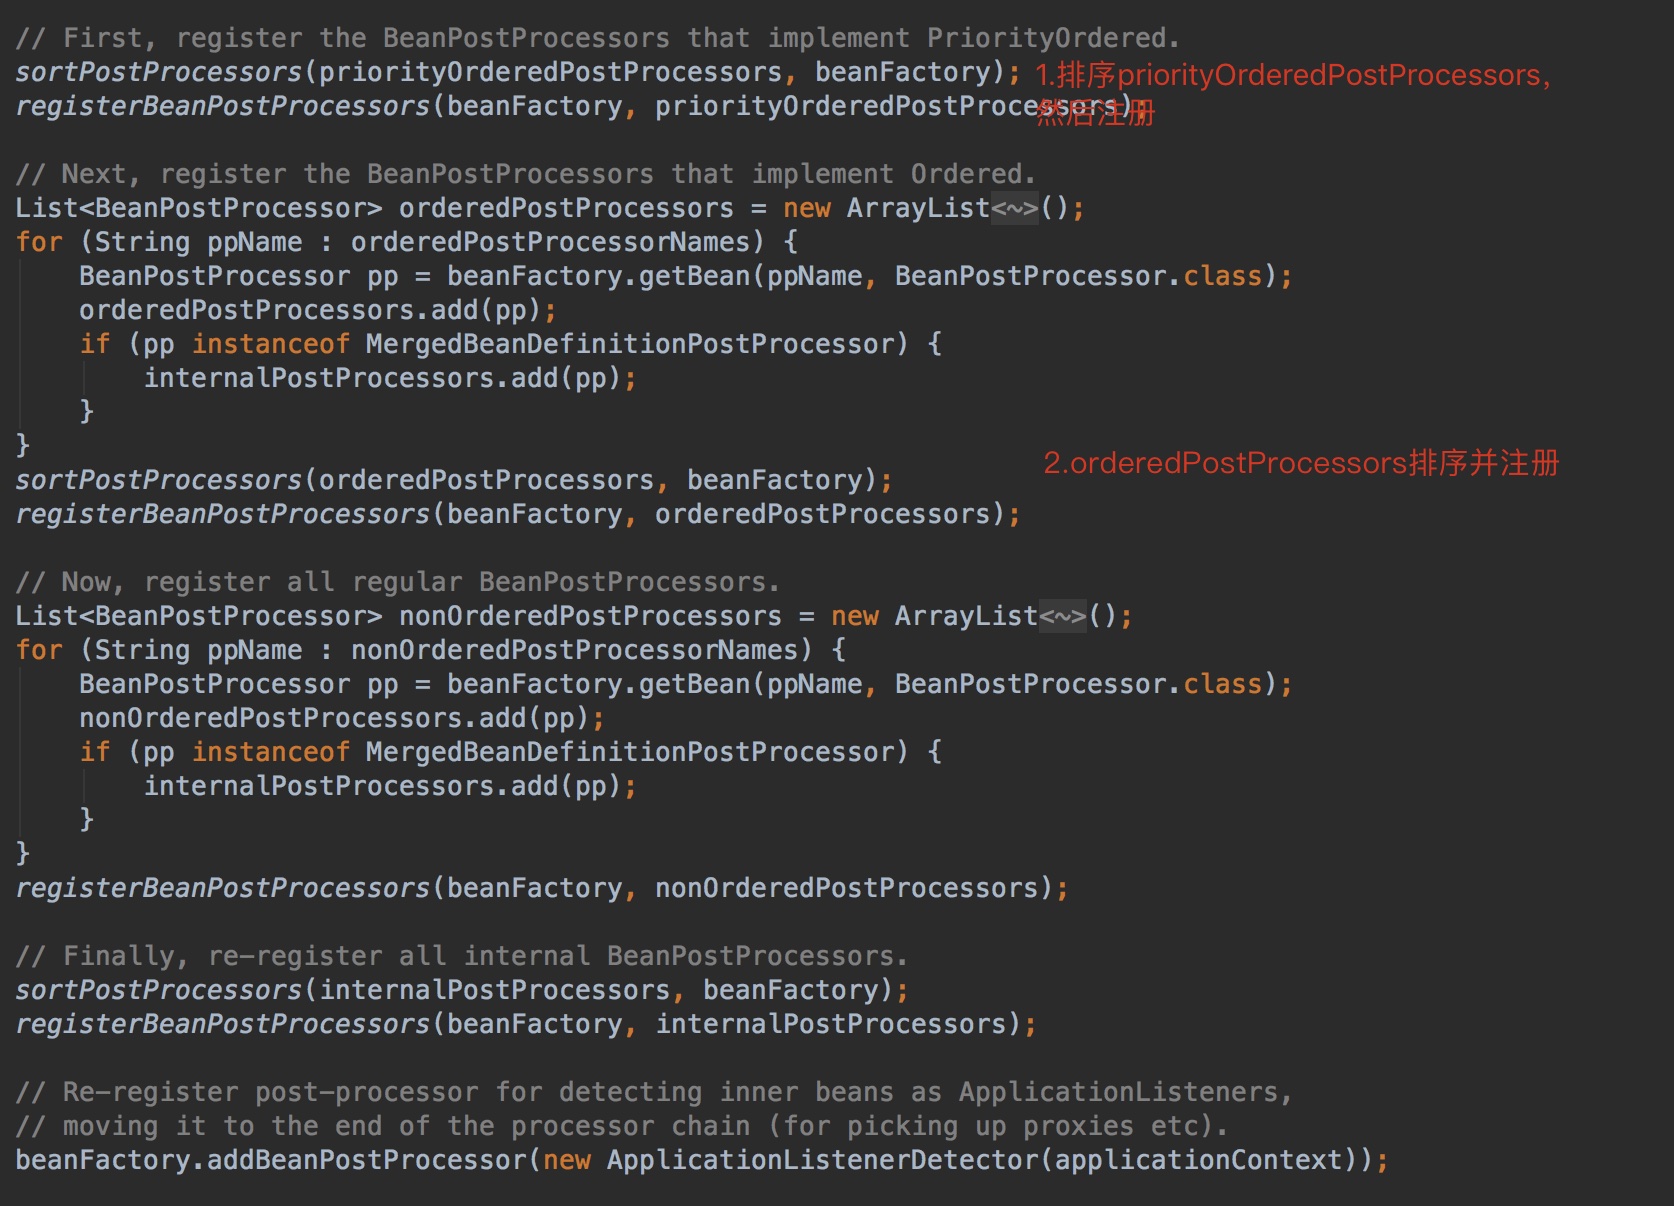 // First, register the BeanPostProcessors that implement PriorityOrdered.
sortPostProcessors(priorityOrderedPostProcessors, beanFactory); 1.排序priorityOrderedPostProcessors,
registerBeanPostProcessors(beanFactory, priorityOrderedPostProcessors); 然后注册
// Next, register the BeanPostProcessors that implement Ordered.
List<BeanPostProcessor> orderedPostProcessors = new ArrayList<~>();
for (String ppName : orderedPostProcessorNames) {
    BeanPostProcessor pp = beanFactory.getBean(ppName, BeanPostProcessor.class);
    orderedPostProcessors.add(pp);
    if (pp instanceof MergedBeanDefinitionPostProcessor) {
        internalPostProcessors.add(pp);
    }
}
2.orderedPostProcessors排序并注册
sortPostProcessors(orderedPostProcessors, beanFactory);
registerBeanPostProcessors(beanFactory, orderedPostProcessors);
// Now, register all regular BeanPostProcessors.
List<BeanPostProcessor> nonOrderedPostProcessors = new ArrayList<~>();
for (String ppName : nonOrderedPostProcessorNames) {
    BeanPostProcessor pp = beanFactory.getBean(ppName, BeanPostProcessor.class);
    nonOrderedPostProcessors.add(pp);
    if (pp instanceof MergedBeanDefinitionPostProcessor) {
        internalPostProcessors.add(pp);
    }
}
registerBeanPostProcessors(beanFactory, nonOrderedPostProcessors);
// Finally, re-register all internal BeanPostProcessors.
sortPostProcessors(internalPostProcessors, beanFactory);
registerBeanPostProcessors(beanFactory, internalPostProcessors);
// Re-register post-processor for detecting inner beans as ApplicationListeners,
// moving it to the end of the processor chain (for picking up proxies etc).
beanFactory.addBeanPostProcessor(new ApplicationListenerDetector(applicationContext));